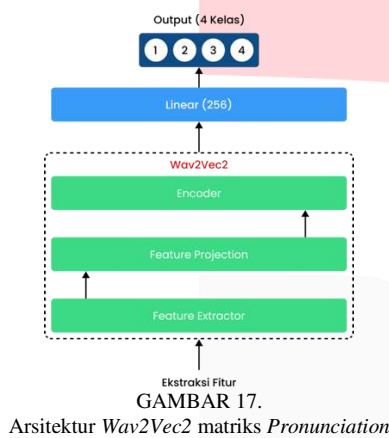 Output (4 Kelas)
1 2 3 4
Linear (256)
Wav2Vec2
Encoder
Feature Projection
Feature Extractor
Ekstraksi Fitur
GAMBAR 17.
Arsitektur Wav2Vec2 matriks Pronunciation